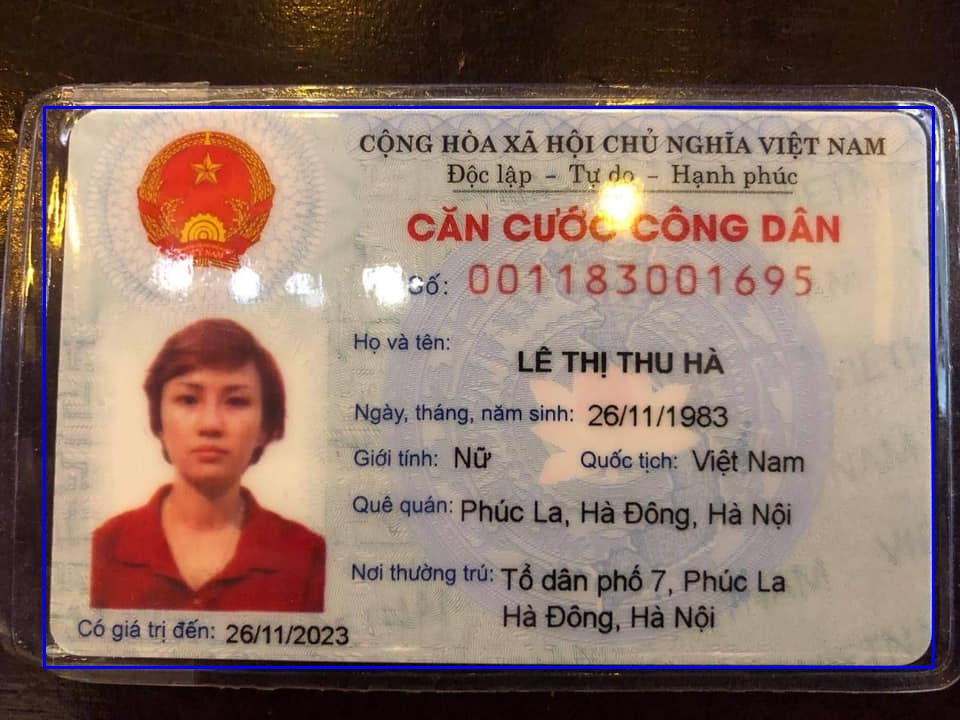 CỘNG HÒA XÃ HỘI CHỦ NGHĨA VIỆT NAM
Độc lập - Tự do - Hạnh phúc
CĂN CƯỚC CÔNG DÂN
Số: 001183001695
Họ và tên:
LÊ THỊ THU HÀ
Ngày, tháng, năm sinh: 26/11/1983
Giới tính: Nữ Quốc tịch: Việt Nam
Quê quán: Phúc La, Hà Đông, Hà Nội
Nơi thường trú: Tổ dân phố 7, Phúc La
Hà Đông, Hà Nội
Có giá trị đến: 26/11/2023